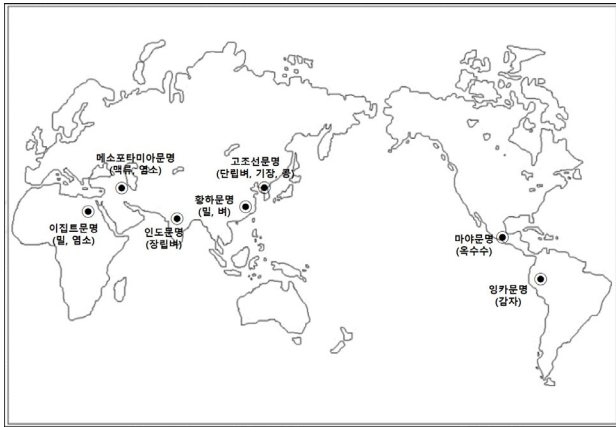 메소포타미아문명
(맥류, 염소)
고조선문명
(단립벼, 기장, 콩)
황하문명
(밀, 벼)
이집트문명
(밀, 염소)
인도문명
(장립벼)
마야문명
(옥수수)
잉카문명
(감자)